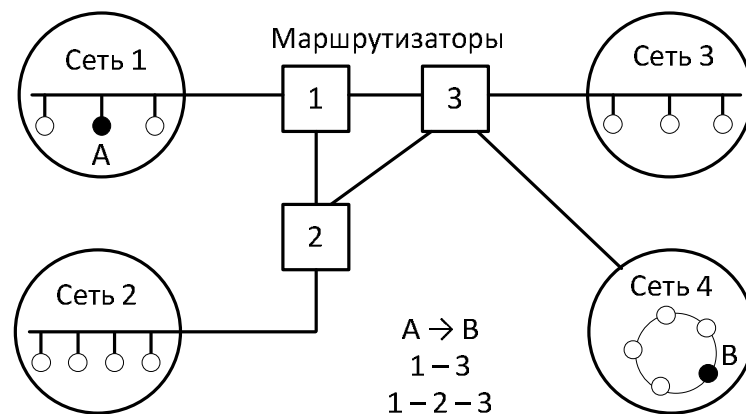 Маршрутизаторы
Сеть 1
Сеть 3
1
3
A
2
Сеть 2
Сеть 4
A → B
B
1 – 3
1 – 2 – 3